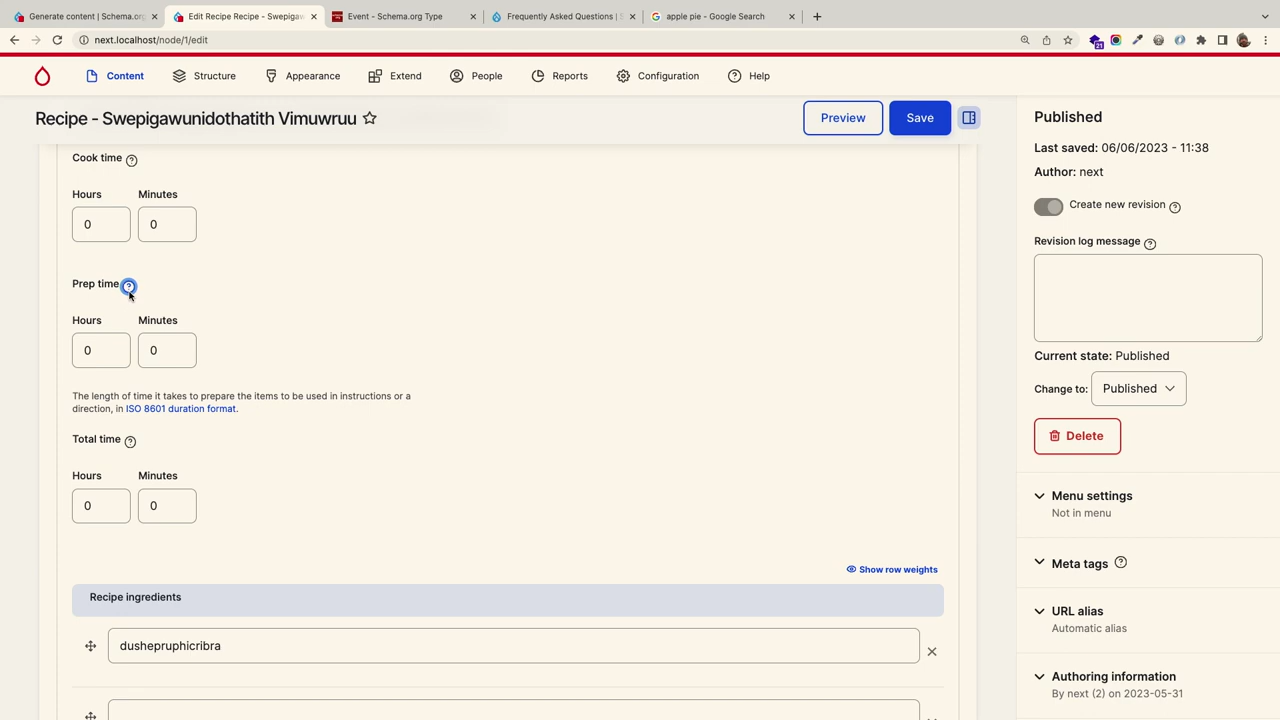 Generate content | Schema.org
Edit Recipe Recipe - Swepigaw
Event - Schema.org Type
Frequently Asked Questions | S
apple pie - Google Search
next.localhost/node/1/edit
21
Content
Structure
Appearance
Extend
People
Reports
Configuration
Help
Recipe - Swepigawunidothatith Vimuwruu
Preview
Save
Cook time
Hours Minutes
0 0
Prep time
Hours Minutes
0 0
The length of time it takes to prepare the items to be used in instructions or a
direction, in ISO 8601 duration format.
Total time
Hours Minutes
0 0
Show row weights
Recipe ingredients
dushepruphicribra
Published
Last saved: 06/06/2023 - 11:38
Author: next
Create new revision
Revision log message
Current state: Published
Change to: Published
Delete
Menu settings
Not in menu
Meta tags
URL alias
Automatic alias
Authoring information
By next (2) on 2023-05-31